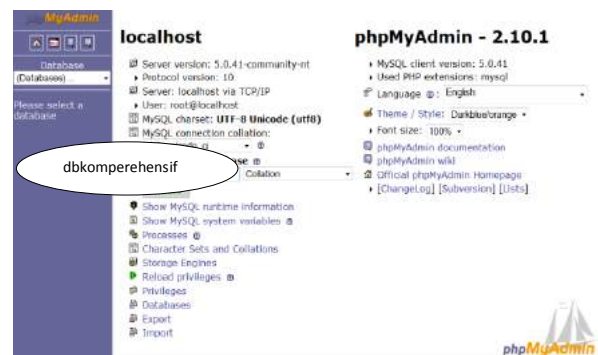 phpMyAdmin
Database
(Databases) ...
Please select a
database
localhost
Server version: 5.0.41-community-nt
Protocol version: 10
Server: localhost via TCP/IP
User: root@localhost
MySQL charset: UTF-8 Unicode (utf8)
MySQL connection collation:
dbkomperehensif
Collation
Show MySQL runtime information
Show MySQL system variables
Processes
Character Sets and Collations
Storage Engines
Reload privileges
Privileges
Databases
Export
Import
phpMyAdmin - 2.10.1
MySQL client version: 5.0.41
Used PHP extensions: mysql
Language : English
Theme / Style: Darkblue/orange
Font size: 100%
phpMyAdmin documentation
phpMyAdmin wiki
Official phpMyAdmin Homepage
[ChangeLog] [Subversion] [Lists]
phpMyAdmin